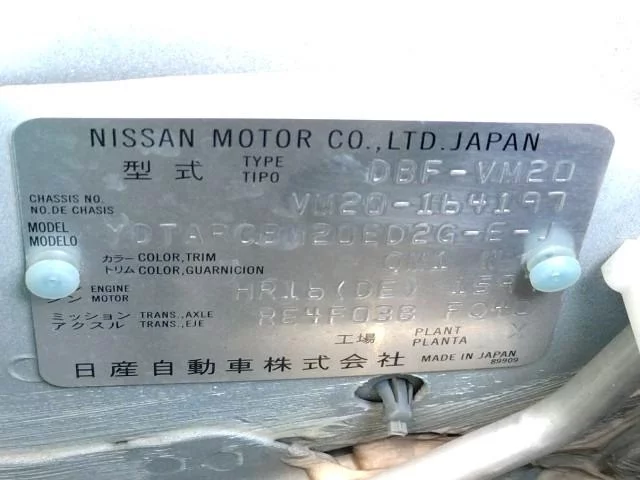 NISSAN MOTOR CO.,LTD.JAPAN
型式 TYPE TIPO DBF-VM20
CHASSIS NO. NO.DE CHASIS VM20-164197
MODEL MODELO
カラー COLOR,TRIM
トリム COLOR,GUARNICION QM1
ENGINE MOTOR HR16(DE)
ミッション TRANS.,AXLE
アクスル TRANS.,EJE RE4F03B
工場 PLANT PLANTA Y
日産自動車株式会社 MADE IN JAPAN
89909